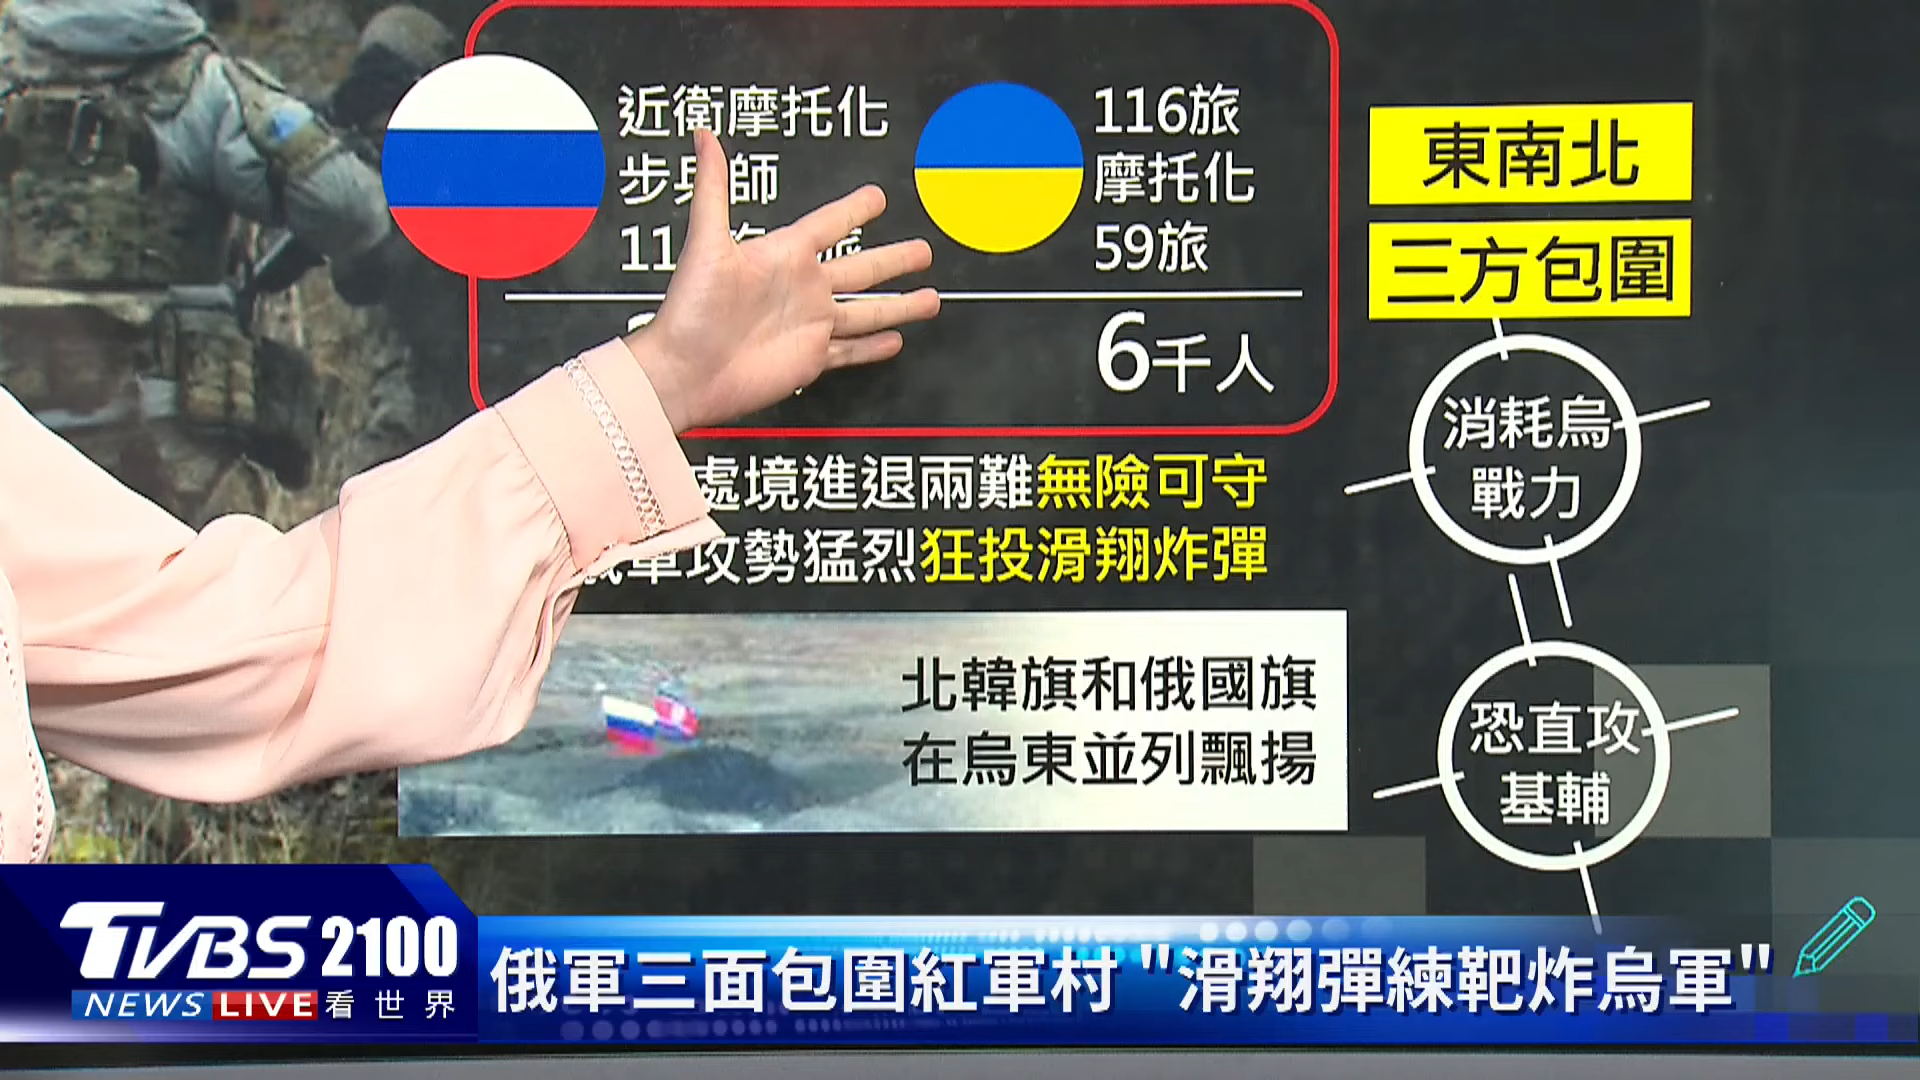 近衛摩托化
步兵師
11
116旅
摩托化
59旅
6千人
東南北
三方包圍
處境進退兩難無險可守
軍攻勢猛烈狂投滑翔炸彈
消耗烏
戰力
北韓旗和俄國旗
在烏東並列飄揚
恐直攻
基輔
TVBS 2100
NEWS LIVE 看世界
俄軍三面包圍紅軍村 "滑翔彈練靶炸烏軍"